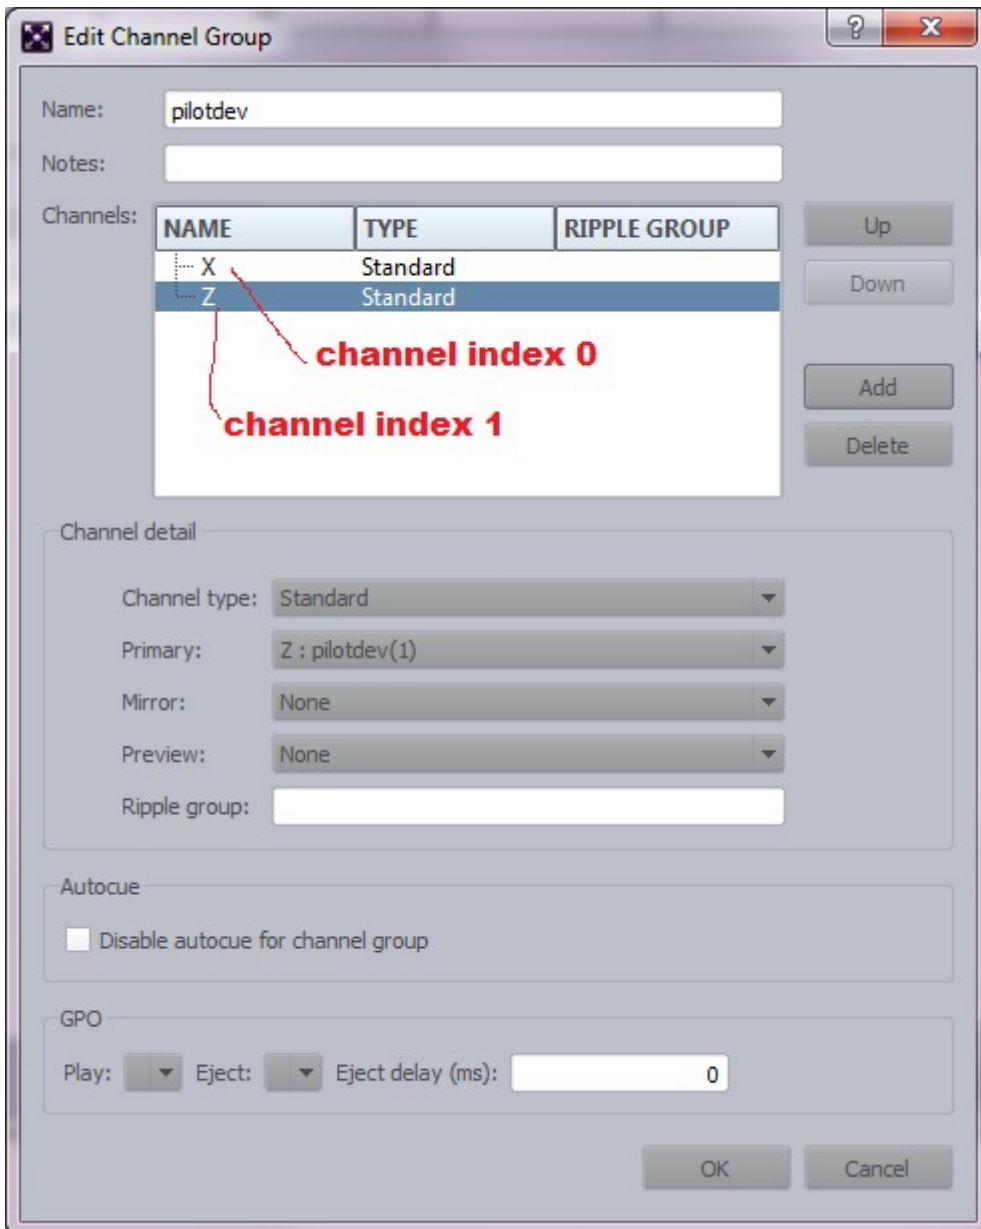 Edit Channel Group
?
X
Name: pilotdev
Notes:
Channels:
NAME TYPE RIPPLE GROUP
X Standard
Z Standard
channel index 0
channel index 1
Up
Down
Add
Delete
Channel detail
Channel type: Standard
Primary: Z : pilotdev(1)
Mirror: None
Preview: None
Ripple group:
Autocue
Disable autocue for channel group
GPO
Play: Eject: Eject delay (ms): 0
OK Cancel